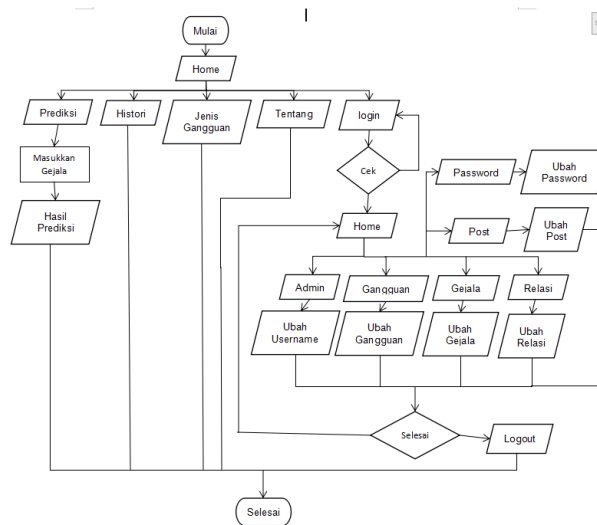 Mulai
Home
Prediksi
Histori
Jenis
Gangguan
Tentang
login
Masukkan
Gejala
Cek
Password
Ubah
Password
Hasil
Prediksi
Home
Post
Ubah
Post
Admin
Gangguan
Gejala
Relasi
Ubah
Username
Ubah
Gangguan
Ubah
Gejala
Ubah
Relasi
Selesai
Logout
Selesai